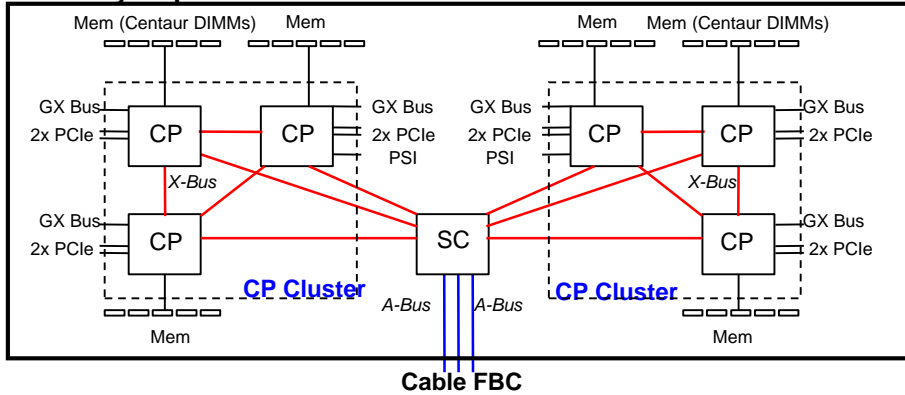 Mem (Centaur DIMMs)
Mem
Mem
Mem (Centaur DIMMs)
GX Bus
2x PCIe
CP
CP
GX Bus
2x PCIe
PSI
GX Bus
2x PCIe
PSI
CP
CP
GX Bus
2x PCIe
X-Bus
X-Bus
GX Bus
2x PCIe
CP
SC
CP
GX Bus
2x PCIe
CP Cluster
CP Cluster
A-Bus
A-Bus
Mem
Mem
Cable FBC